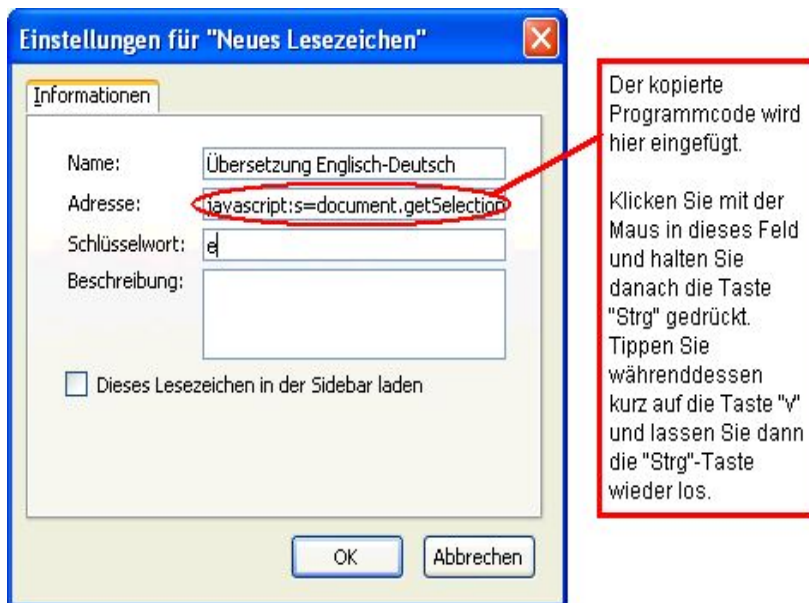 Einstellungen für "Neues Lesezeichen"
Informationen
Name: Übersetzung Englisch-Deutsch
Adresse: javascript:s=document.getSelection
Schlüsselwort: e
Beschreibung:
Dieses Lesezeichen in der Sidebar laden
OK Abbrechen
Der kopierte
Programmcode wird
hier eingefügt.
Klicken Sie mit der
Maus in dieses Feld
und halten Sie
danach die Taste
"Strg" gedrückt.
Tippen Sie
währenddessen
kurz auf die Taste "v"
und lassen Sie dann
die "Strg"-Taste
wieder los.